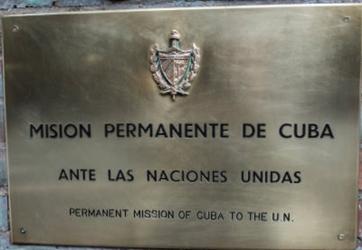 MISION PERMANENTE DE CUBA
ANTE LAS NACIONES UNIDAS
PERMANENT MISSION OF CUBA TO THE U.N.